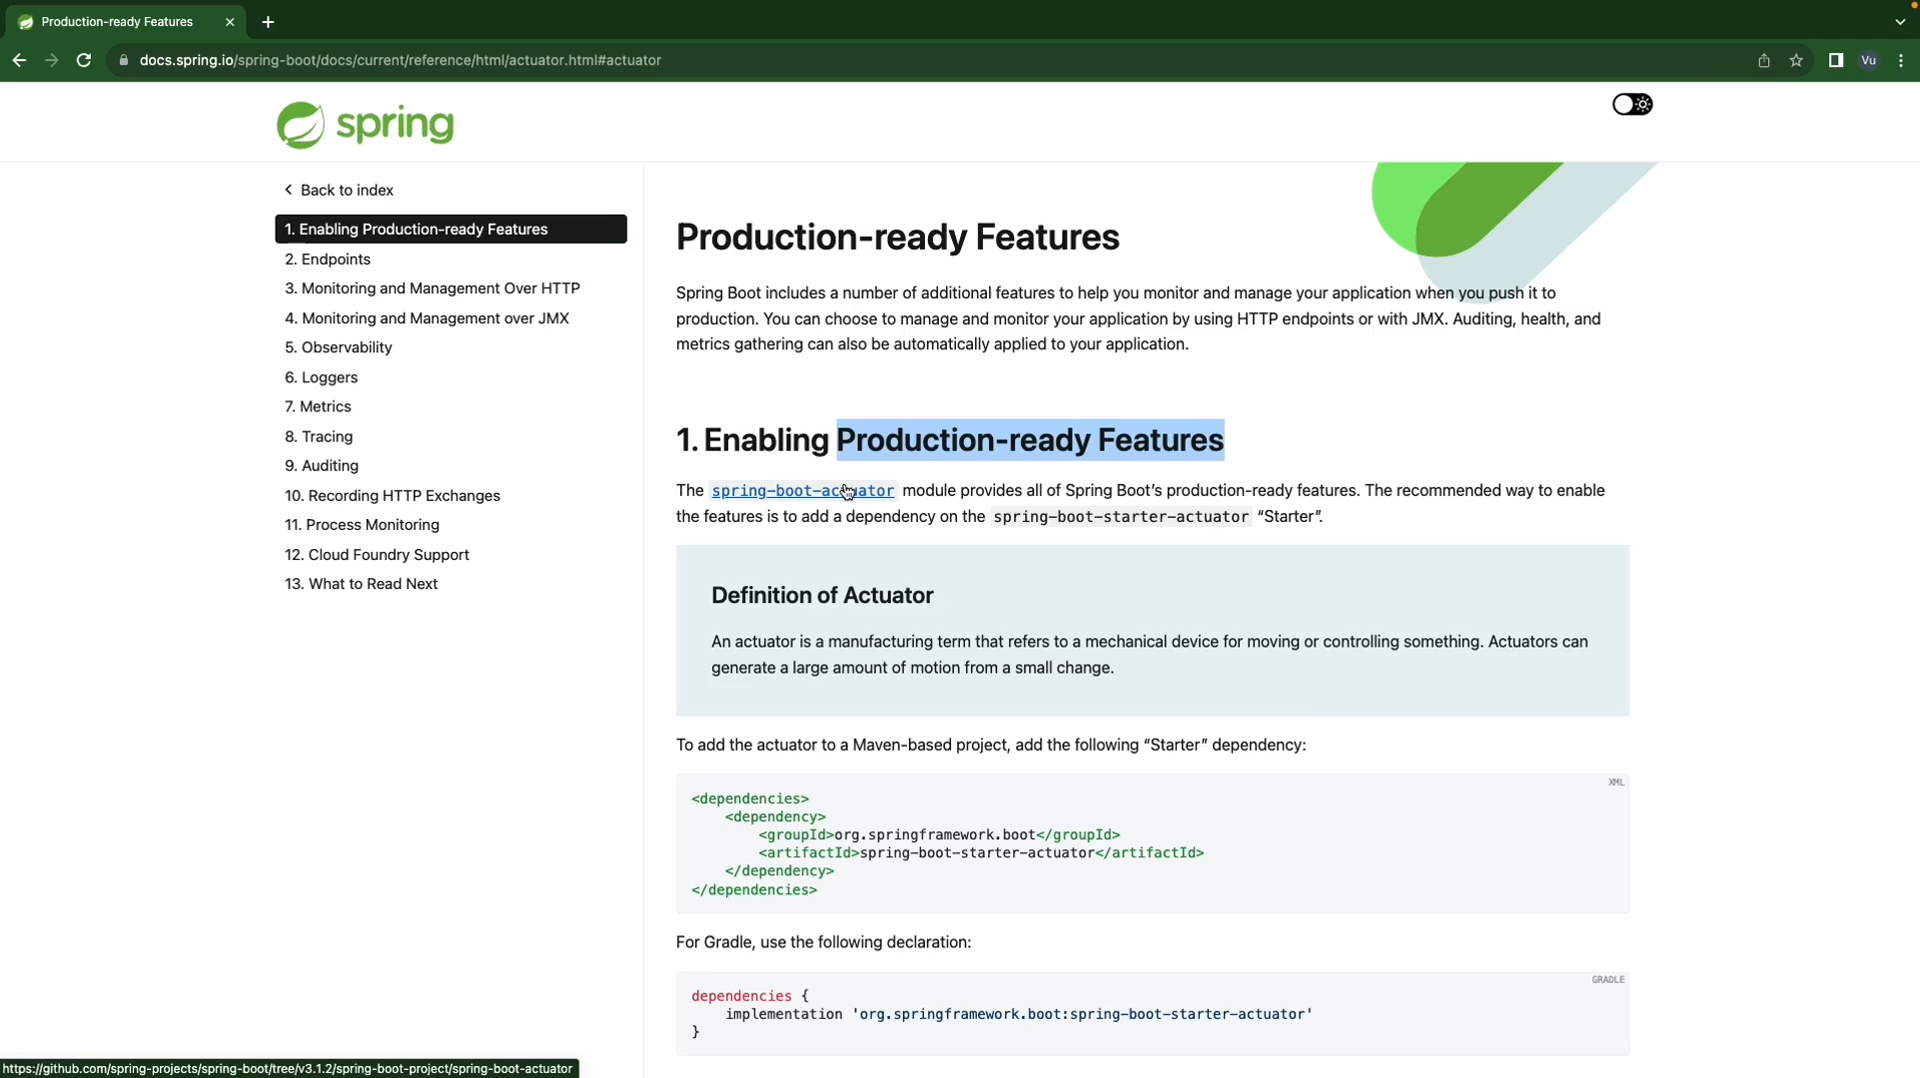 Production-ready Features
docs.spring.io/spring-boot/docs/current/reference/html/actuator.html#actuator
Vu
spring
Back to index
1. Enabling Production-ready Features
2. Endpoints
3. Monitoring and Management Over HTTP
4. Monitoring and Management over JMX
5. Observability
6. Loggers
7. Metrics
8. Tracing
9. Auditing
10. Recording HTTP Exchanges
11. Process Monitoring
12. Cloud Foundry Support
13. What to Read Next
Production-ready Features
Spring Boot includes a number of additional features to help you monitor and manage your application when you push it to
production. You can choose to manage and monitor your application by using HTTP endpoints or with JMX. Auditing, health, and
metrics gathering can also be automatically applied to your application.
1. Enabling Production-ready Features
The spring-boot-actuator module provides all of Spring Boot’s production-ready features. The recommended way to enable
the features is to add a dependency on the spring-boot-starter-actuator “Starter”.
Definition of Actuator
An actuator is a manufacturing term that refers to a mechanical device for moving or controlling something. Actuators can
generate a large amount of motion from a small change.
To add the actuator to a Maven-based project, add the following “Starter” dependency:
XML
<dependencies>
    <dependency>
        <groupId>org.springframework.boot</groupId>
        <artifactId>spring-boot-starter-actuator</artifactId>
    </dependency>
</dependencies>
For Gradle, use the following declaration:
GRADLE
dependencies {
    implementation 'org.springframework.boot:spring-boot-starter-actuator'
}
https://github.com/spring-projects/spring-boot/tree/v3.1.2/spring-boot-project/spring-boot-actuator